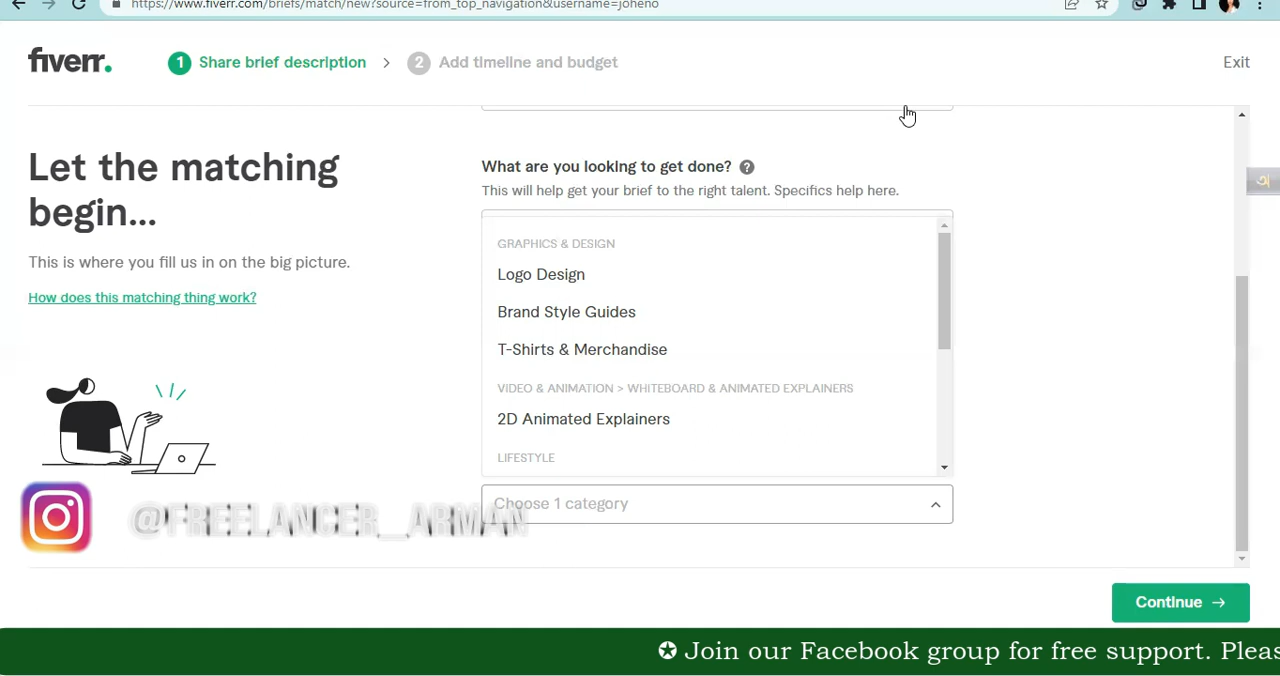 https://www.fiverr.com/briefs/match/new?source=from_top_navigation&username=joheno
fiverr.
1 Share brief description > 2 Add timeline and budget
Exit
Let the matching
begin...
This is where you fill us in on the big picture.
How does this matching thing work?
What are you looking to get done? ?
This will help get your brief to the right talent. Specifics help here.
GRAPHICS & DESIGN
Logo Design
Brand Style Guides
T-Shirts & Merchandise
VIDEO & ANIMATION > WHITEBOARD & ANIMATED EXPLAINERS
2D Animated Explainers
LIFESTYLE
Choose 1 category
@FREELANCER_ARMAN
Continue →
✪ Join our Facebook group for free support. Pleas